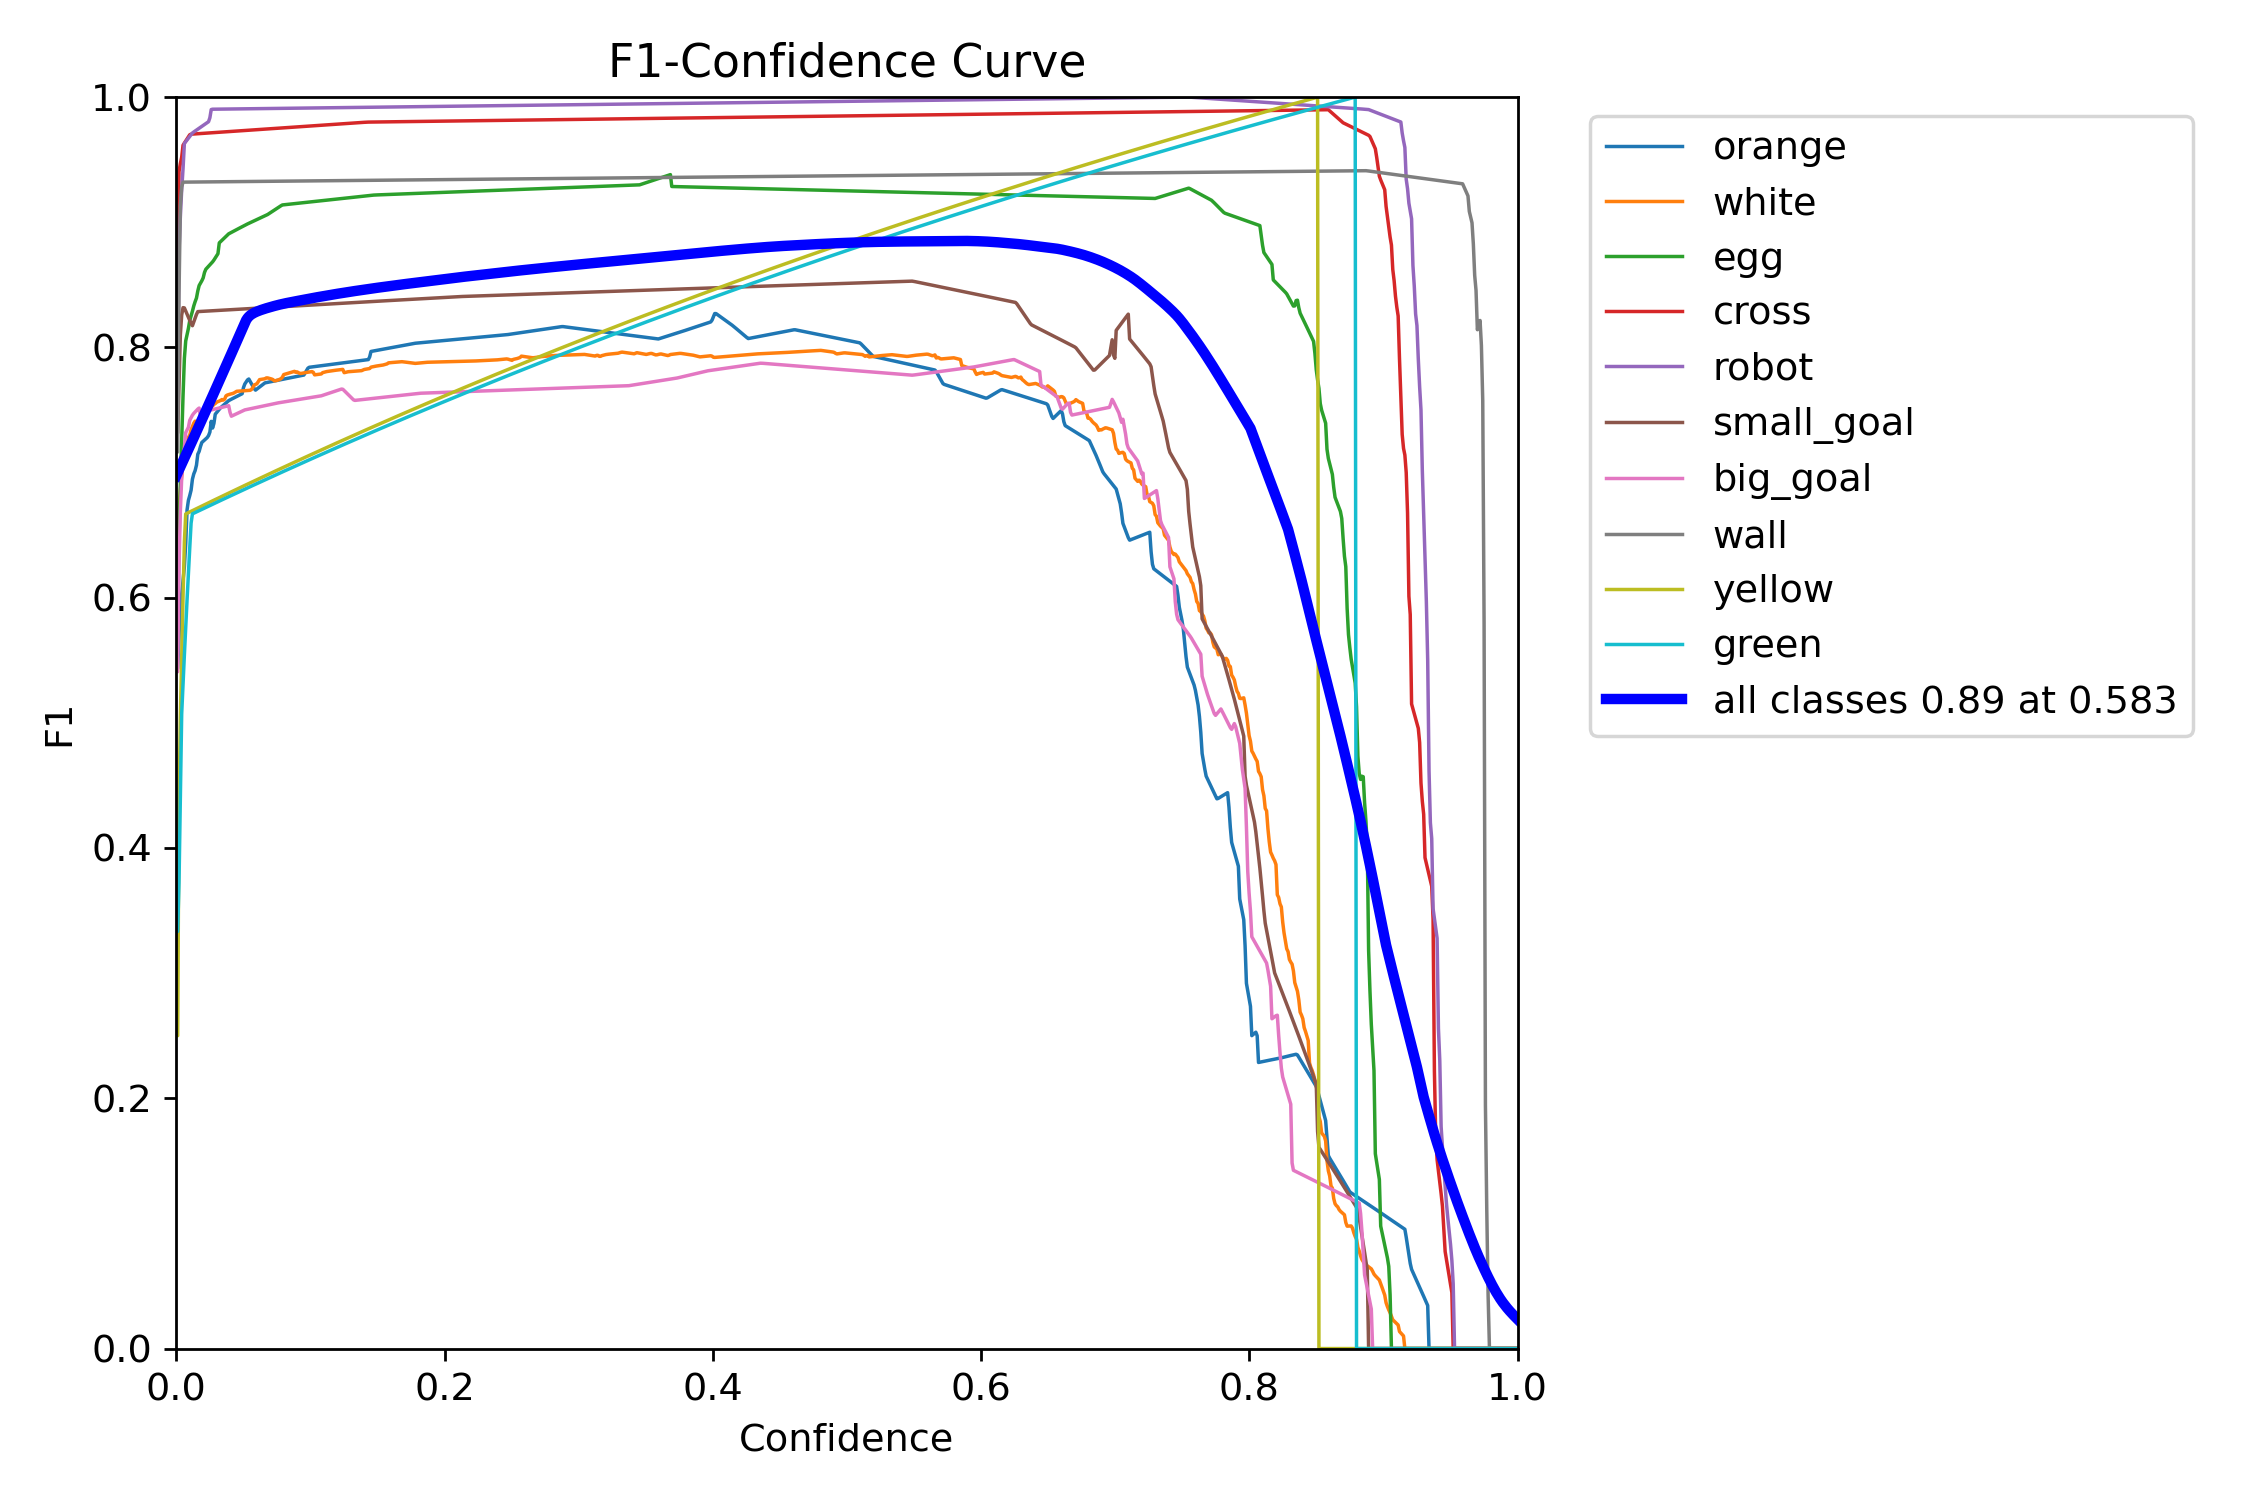 F1-Confidence Curve
1.0
0.8
0.6
0.4
0.2
0.0
F1
0.0 0.2 0.4 0.6 0.8 1.0
Confidence
orange
white
egg
cross
robot
small_goal
big_goal
wall
yellow
green
all classes 0.89 at 0.583